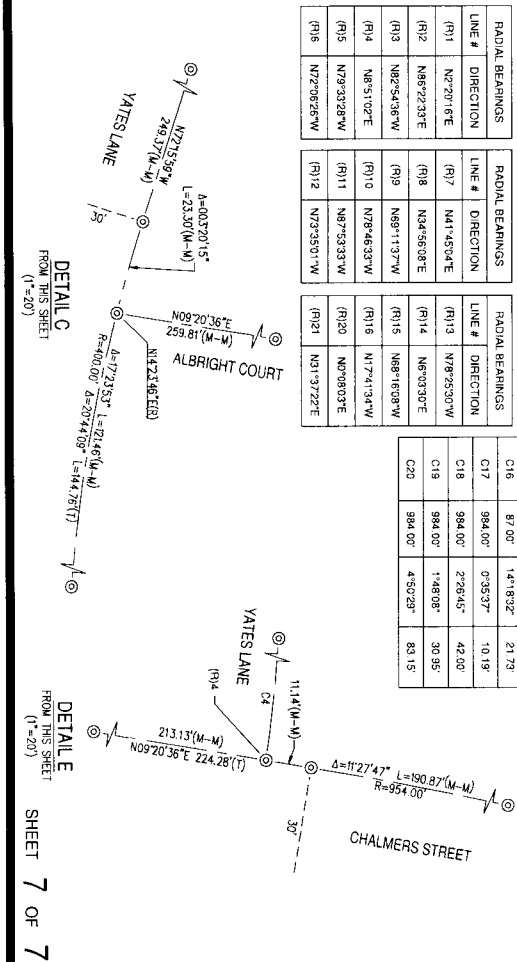 RADIAL BEARINGS
LINE # DIRECTION
(R)1 N2°20'16"E
(R)2 N86°22'33"E
(R)3 N82°54'36"W
(R)4 N8°51'02"E
(R)5 N79°33'28"W
(R)6 N72°06'26"W
RADIAL BEARINGS
LINE # DIRECTION
(R)7 N41°45'04"E
(R)8 N34°56'08"E
(R)9 N69°11'37"W
(R)10 N78°46'33"W
(R)11 N87°53'33"W
(R)12 N73°35'01"W
RADIAL BEARINGS
LINE # DIRECTION
(R)13 N78°25'30"W
(R)14 N6°03'30"E
(R)15 N68°16'08"W
(R)16 N17°41'34"W
(R)20 N0°08'03"E
(R)21 N31°37'22"E
C16 87.00' 14°18'32" 21.73'
C17 984.00' 0°35'37" 10.19'
C18 984.00' 2°26'45" 42.00'
C19 984.00' 1°48'08" 30.95'
C20 984.00' 4°50'29" 83.15'
N72°15'59"W
249.37'(M-M)
YATES LANE
Δ=003°20'15"
L=23.30'(M-M)
30'
N09°20'36"E
259.81'(M-M)
ALBRIGHT COURT
N14°23'46"E(R)
Δ=17°23'53" L=121.46'(M-M)
R=400.00' Δ=20°44'09" L=144.76'(T)
DETAIL C
FROM THIS SHEET
(1"=20')
YATES LANE
C4
(R)4
11.14'(M-M)
Δ=11°27'47" L=190.87'(M-M)
R=954.00'
CHALMERS STREET
30'
213.13'(M-M)
N09°20'36"E 224.28'(T)
DETAIL E
FROM THIS SHEET
(1"=20')
SHEET 7 OF 7